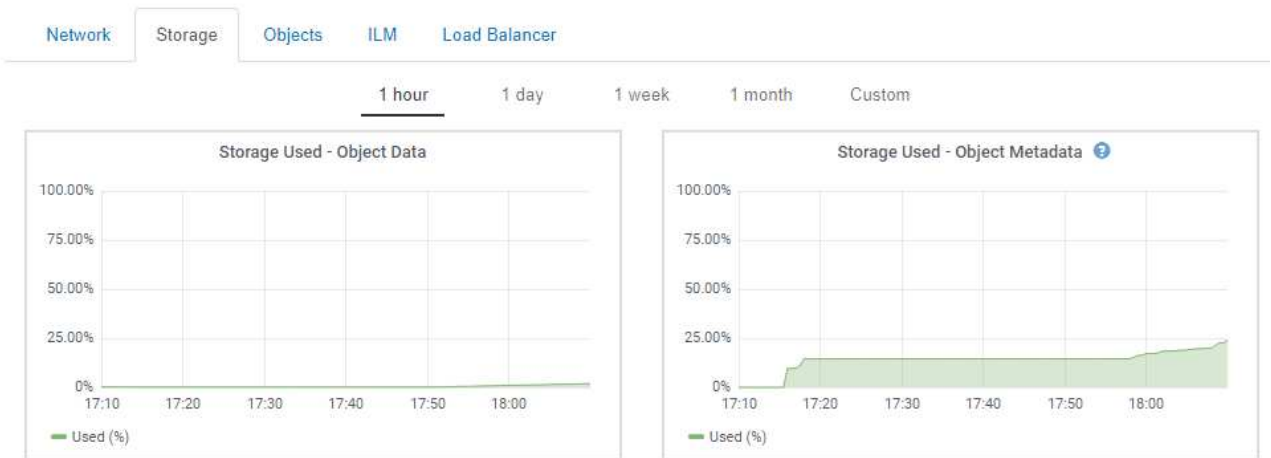 Network Storage Objects ILM Load Balancer
1 hour 1 day 1 week 1 month Custom
Storage Used - Object Data
100.00%
75.00%
50.00%
25.00%
0%
17:10 17:20 17:30 17:40 17:50 18:00
Used (%)
Storage Used - Object Metadata ?
100.00%
75.00%
50.00%
25.00%
0%
17:10 17:20 17:30 17:40 17:50 18:00
Used (%)